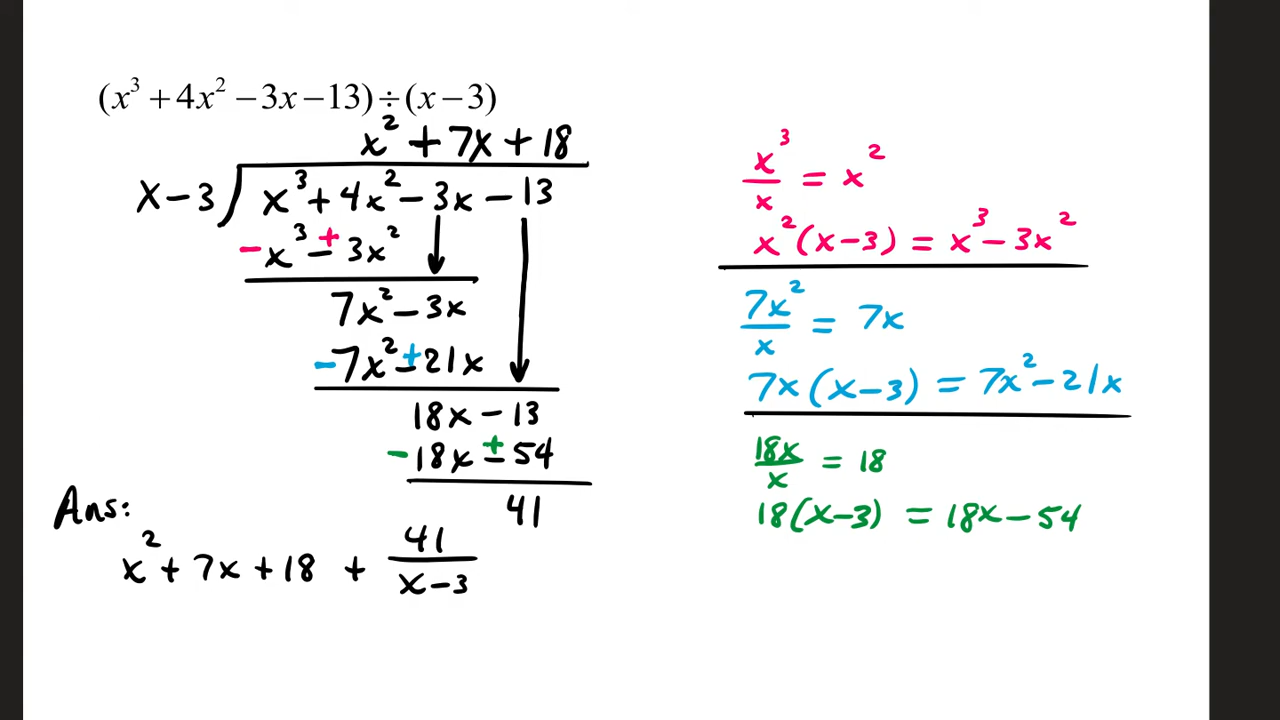 (x³ + 4x² − 3x − 13) ÷ (x − 3)
x² + 7x + 18
x − 3 ) x³ + 4x² − 3x − 13
− x³ ± 3x²
7x² − 3x
− 7x² ± 21x
18x − 13
− 18x ± 54
41
Ans:
x² + 7x + 18 + 41/(x − 3)
x³/x = x²
x²(x−3) = x³ − 3x²
7x²/x = 7x
7x(x−3) = 7x² − 21x
18x/x = 18
18(x−3) = 18x − 54